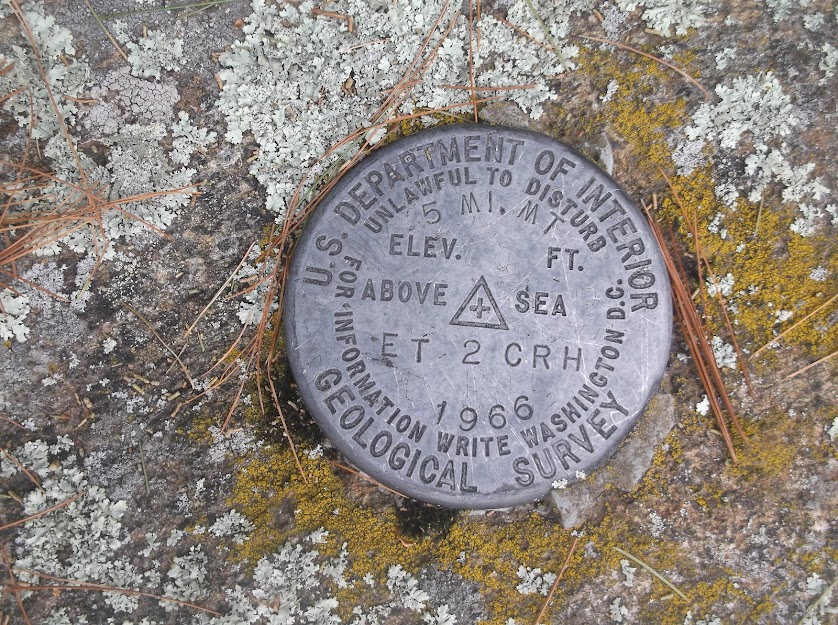 U.S. DEPARTMENT OF INTERIOR
UNLAWFUL TO DISTURB
5 MI. MT
ELEV. FT.
ABOVE SEA
ET 2 CRH
1966
FOR INFORMATION WRITE WASHINGTON D.C.
GEOLOGICAL SURVEY